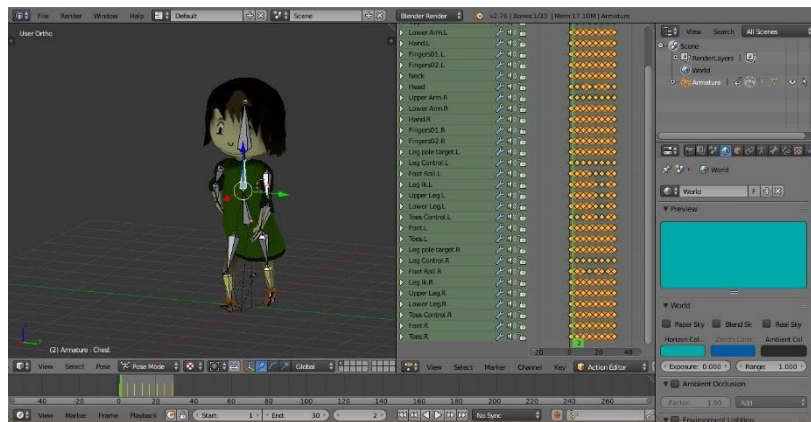 File Render Window Help Default Scene Blender Render v2.76 | Bones:1/33 | Mem:17.10M | Armature
User Ortho
(2) Armature : Chest
View Select Pose Pose Mode Global
Lower Arm.L
Hand.L
Fingers01.L
Fingers02.L
Neck
Head
Upper Arm.R
Lower Arm.R
Hand.R
Fingers01.R
Fingers02.R
Leg pole target.L
Leg Control.L
Foot Roll.L
Leg Ik.L
Upper Leg.L
Lower Leg.L
Toes Control.L
Foot.L
Toes.L
Leg pole target.R
Leg Control.R
Foot Roll.R
Leg Ik.R
Upper Leg.R
Lower Leg.R
Toes Control.R
Foot.R
Toes.R
-20 0 20 40
2
View Select Marker Channel Key Action Editor
View Search All Scenes
Scene
RenderLayers
World
Armature
World
World F
Preview
World
Paper Sky Blend Sk Real Sky
Horizon Col... Zenith Color Ambient Col
Exposure: 0.000 Range: 1.000
Ambient Occlusion
Factor: 1.00 Add
Environment Lighting
-40 -20 0 20 40 60 80 100 120 140 160 180 200 220 240 260
View Marker Frame Playback Start: 1 End: 30 2 No Sync